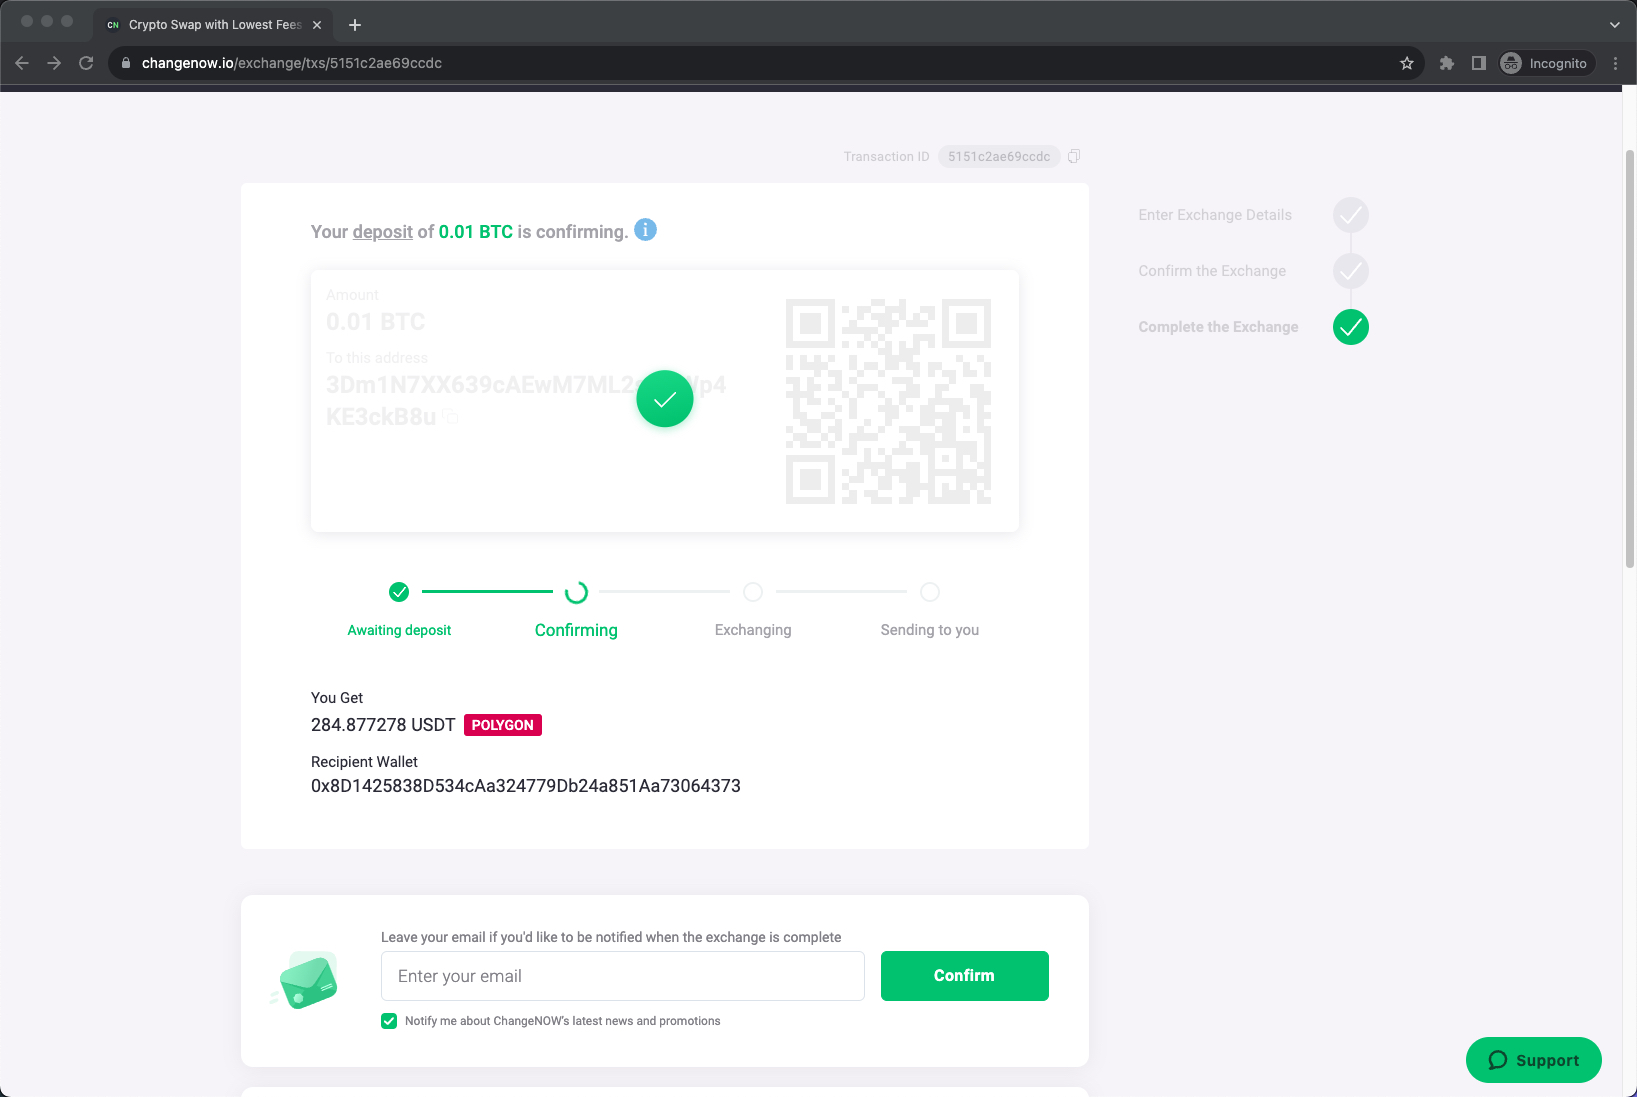 CN Crypto Swap with Lowest Fees
changenow.io/exchange/txs/5151c2ae69ccdc
Incognito
Transaction ID 5151c2ae69ccdc
Your deposit of 0.01 BTC is confirming.
Amount
0.01 BTC
To this address
KE3ckB8u
Awaiting deposit
Confirming
Exchanging
Sending to you
You Get
284.877278 USDT POLYGON
Recipient Wallet
0x8D1425838D534cAa324779Db24a851Aa73064373
Enter Exchange Details
Confirm the Exchange
Complete the Exchange
Leave your email if you'd like to be notified when the exchange is complete
Enter your email
Confirm
Notify me about ChangeNOW's latest news and promotions
Support